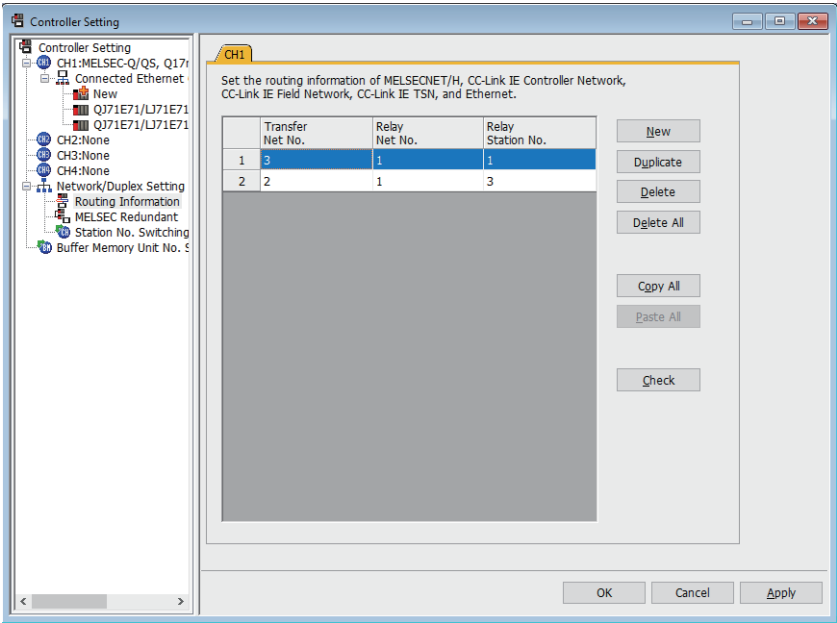 Controller Setting
Controller Setting
CH1:MELSEC-Q/QS, Q17
Connected Ethernet
New
QJ71E71/LJ71E71
QJ71E71/LJ71E71
CH2:None
CH3:None
CH4:None
Network/Duplex Setting
Routing Information
MELSEC Redundant
Station No. Switching
Buffer Memory Unit No. S
CH1
Set the routing information of MELSECNET/H, CC-Link IE Controller Network,
CC-Link IE Field Network, CC-Link IE TSN, and Ethernet.
Transfer Net No. Relay Net No. Relay Station No.
1 3 1 1
2 2 1 3
New
Duplicate
Delete
Delete All
Copy All
Paste All
Check
OK Cancel Apply